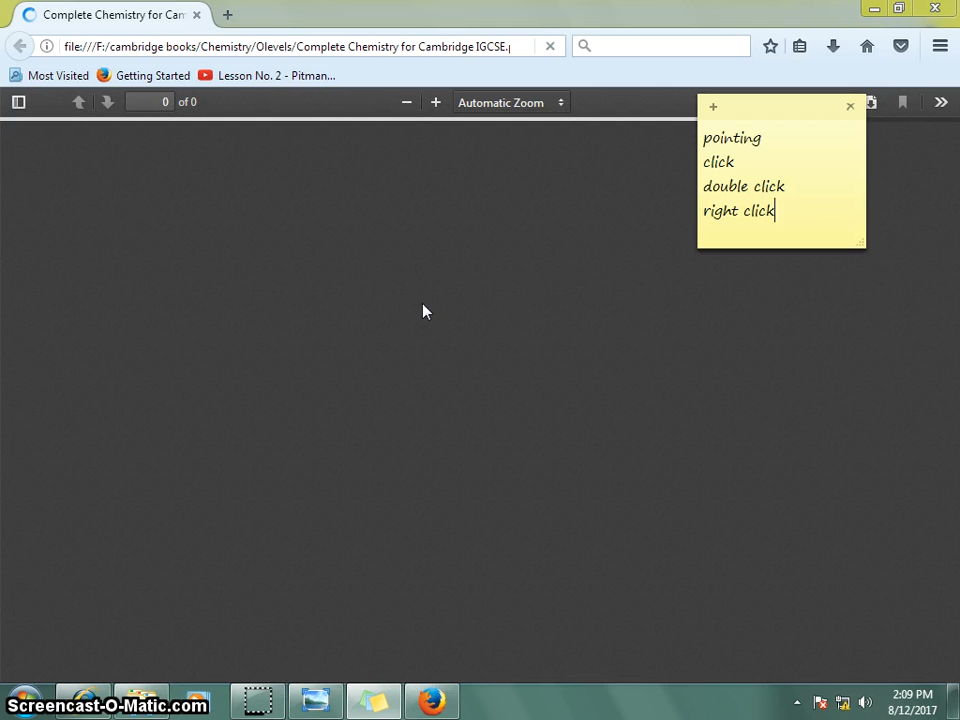 Complete Chemistry for Cam
file:///F:/cambridge books/Chemistry/Olevels/Complete Chemistry for Cambridge IGCSE.p
Most Visited
Getting Started
Lesson No. 2 - Pitman...
0
of 0
Automatic Zoom
pointing
click
double click
right click
Screencast-O-Matic.com
2:09 PM
8/12/2017